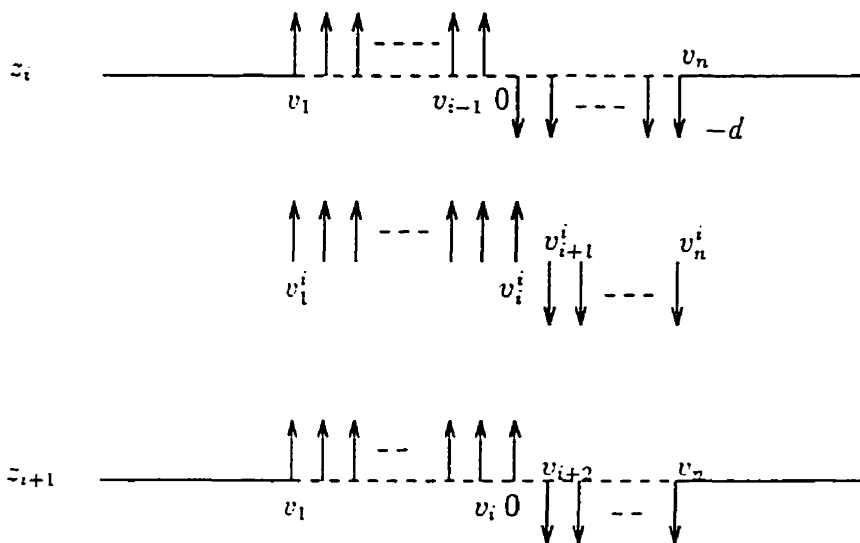 z_i v_n
v_1 v_{i-1} 0
-d
v_{i+1}^i v_n^i
v_1^i v_i^i
z_{i+1} v_{i+2} v_n
v_1 v_i 0